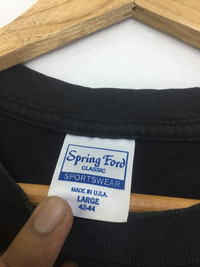 Spring Ford
CLASSIC
SPORTSWEAR
MADE IN U.S.A.
LARGE
42-44